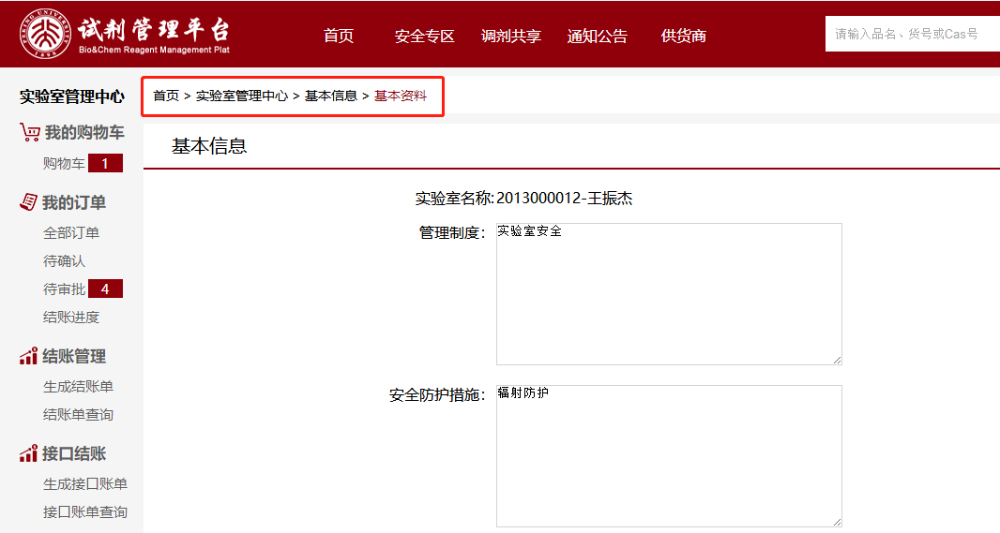 PEKING UNIVERSITY
1898
试剂管理平台
Bio&Chem Reagent Management Plat
首页 安全专区 调剂共享 通知公告 供货商
请输入品名、货号或Cas号
实验室管理中心
我的购物车
购物车 1
我的订单
全部订单
待确认
待审批 4
结账进度
结账管理
生成结账单
结账单查询
接口结账
生成接口账单
接口账单查询
首页 > 实验室管理中心 > 基本信息 > 基本资料
基本信息
实验室名称:2013000012-王振杰
管理制度：
实验室安全
安全防护措施：
辐射防护